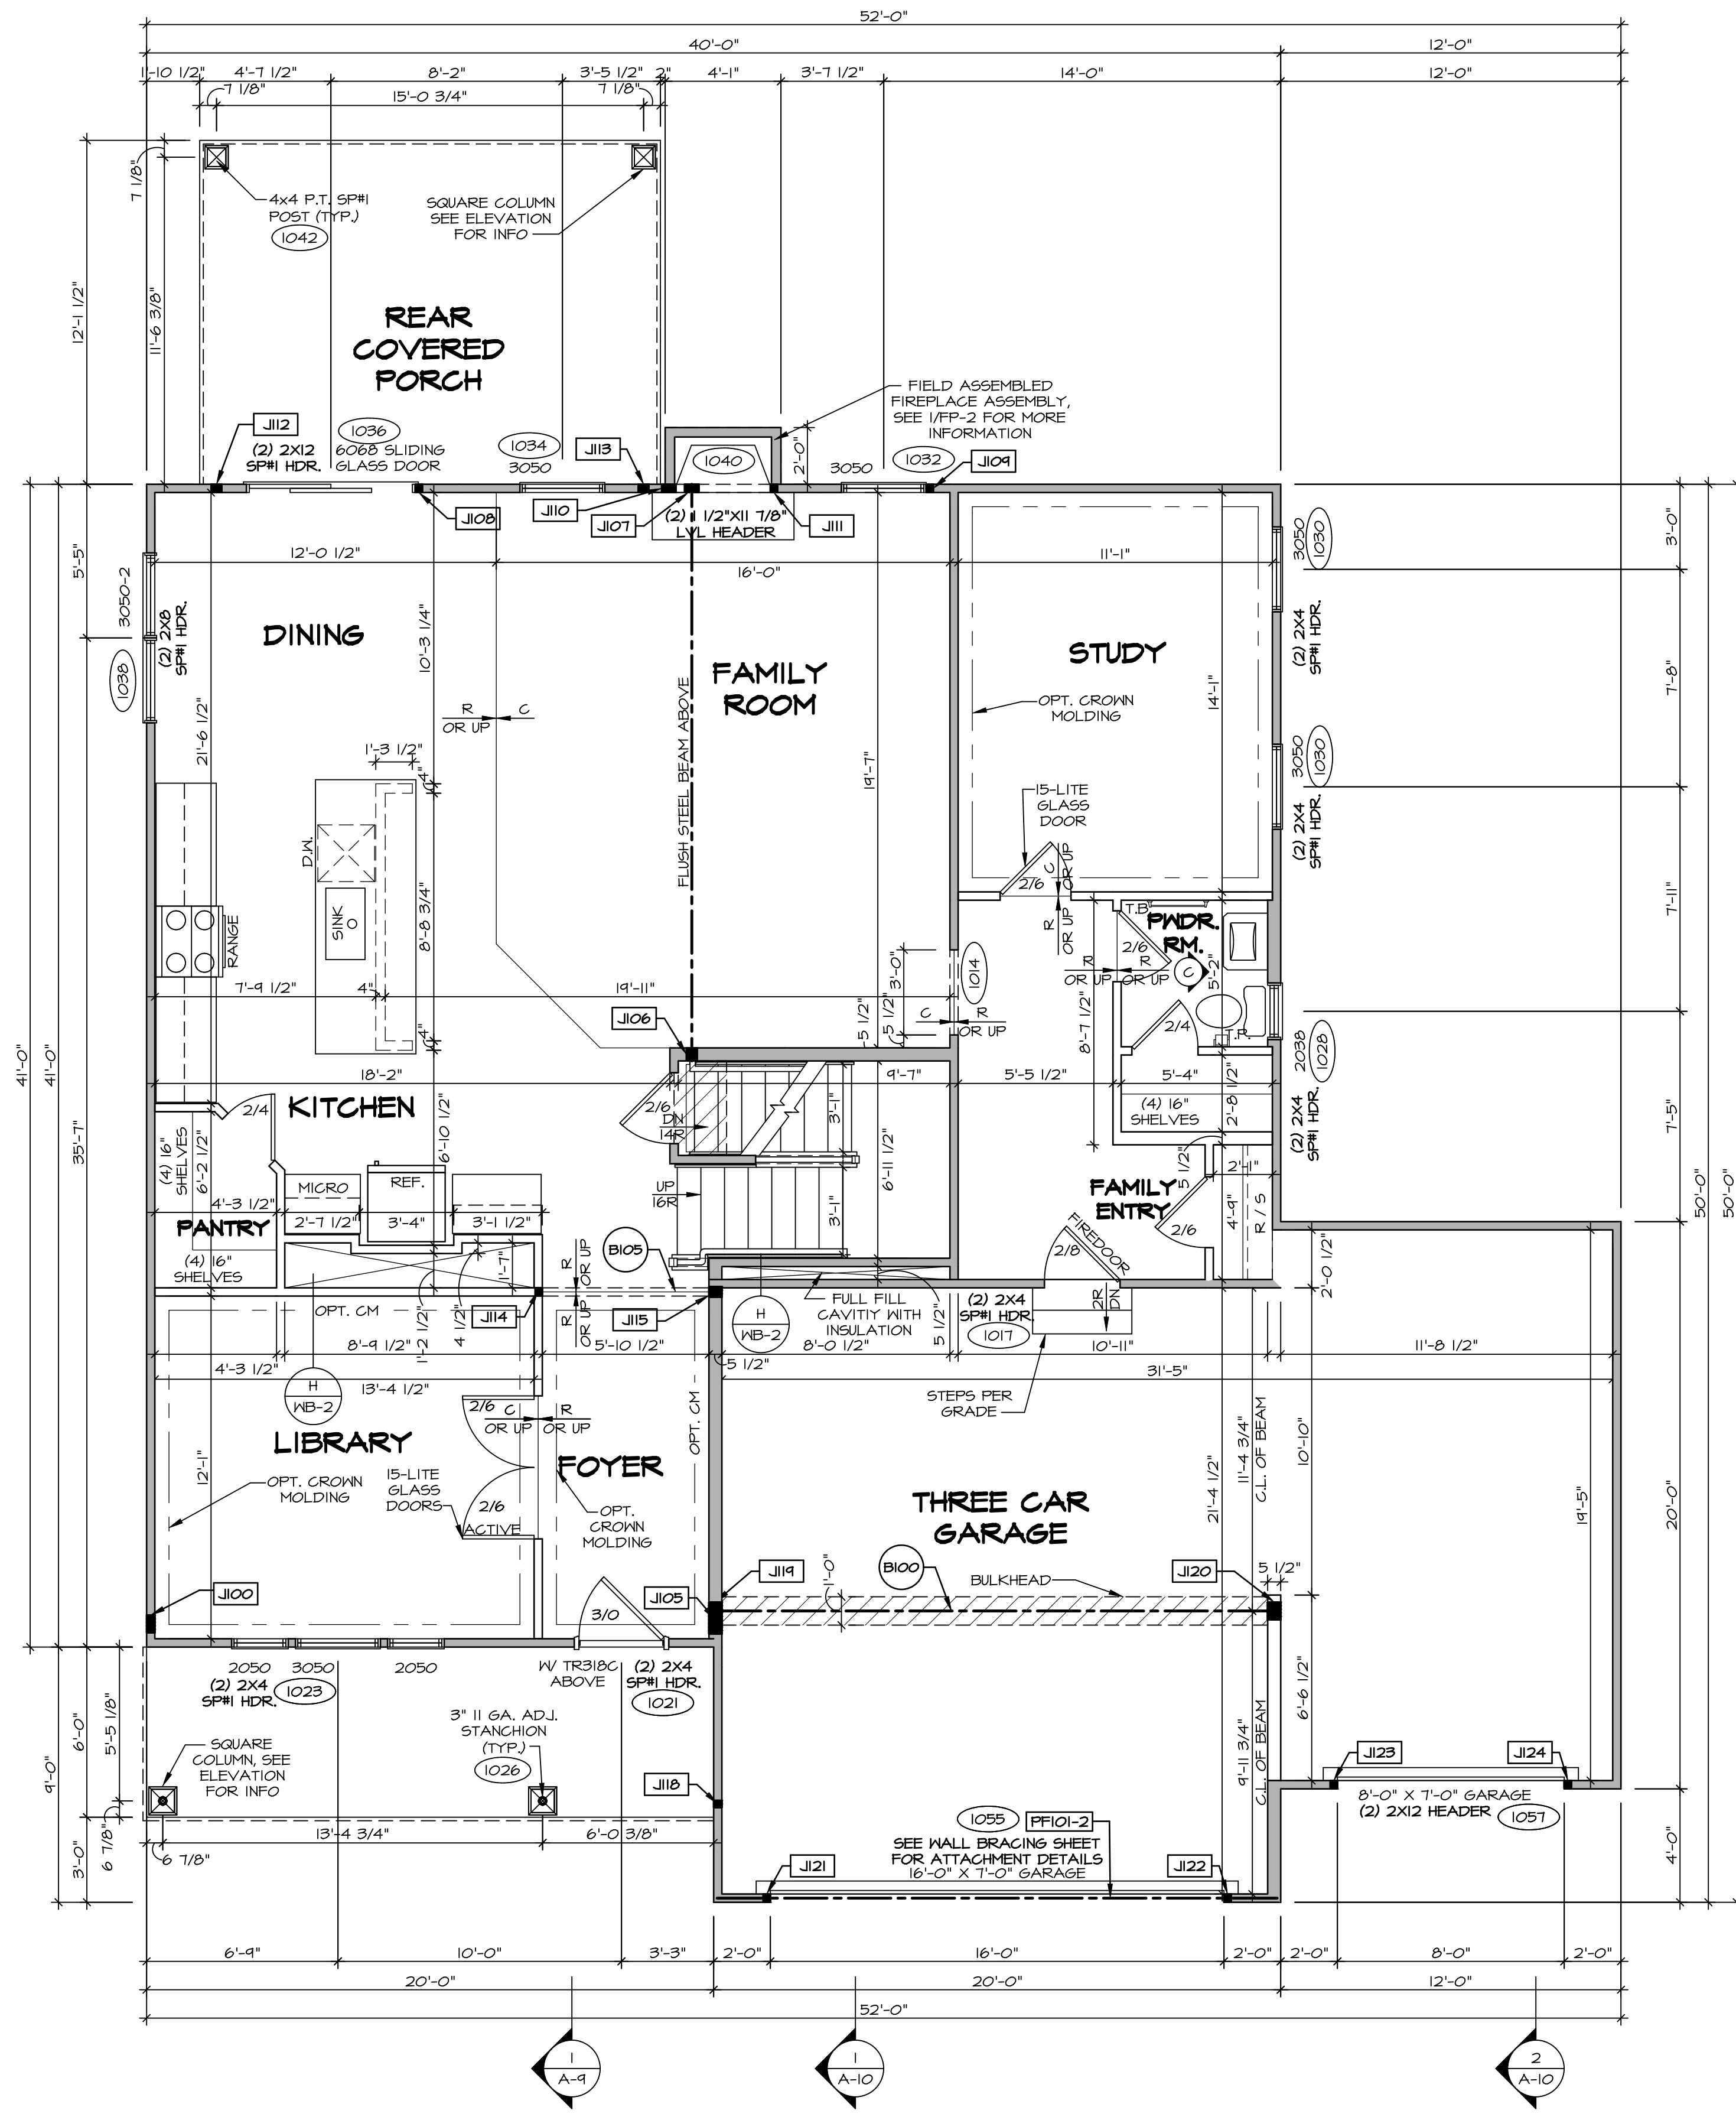 52'-0"
40'-0"
12'-0"
1'-10 1/2"
4'-7 1/2"
8'-2"
3'-5 1/2"
2"
4'-1"
3'-7 1/2"
14'-0"
12'-0"
7 1/8"
15'-0 3/4"
7 1/8"
7 1/8"
12'-1 1/2"
11'-6 3/8"
4x4 P.T. SP#1
POST (TYP.)
1042
SQUARE COLUMN
SEE ELEVATION
FOR INFO
REAR
COVERED
PORCH
FIELD ASSEMBLED
FIREPLACE ASSEMBLY,
SEE 1/FP-2 FOR MORE
INFORMATION
J112
(2) 2X12
SP#1 HDR.
1036
6068 SLIDING
GLASS DOOR
1034
3050
J113
1040
2'-0"
3050
1032
J109
J108
J110
J107
(2) 1 1/2"X11 7/8"
LVL HEADER
J111
12'-0 1/2"
16'-0"
11'-1"
5'-5"
3050-2
(2) 2X8
SP#1 HDR.
1038
21'-6 1/2"
10'-3 1/4"
DINING
FAMILY
ROOM
STUDY
FLUSH STEEL BEAM ABOVE
19'-7"
14'-1"
OPT. CROWN
MOLDING
R
OR UP
C
3050
1030
(2) 2X4
SP#1 HDR.
3'-0"
7'-8"
3050
1030
(2) 2X4
SP#1 HDR.
7'-11"
1'-3 1/2"
4"
D.W.
SINK
RANGE
8'-8 3/4"
15-LITE
GLASS
DOOR
2/6
C
OR UP
R
OR UP
T.B.
PWDR.
RM.
2/6
R
OR UP
R
OR UP
C
5'-2"
2/4
T.P.
7'-9 1/2"
4"
19'-11"
4"
3'-0"
5 1/2"
5 1/2"
1014
C
R
OR UP
8'-7 1/2"
J106
2038
1028
(2) 2X4
SP#1 HDR.
7'-5"
50'-0"
50'-0"
41'-0"
41'-0"
35'-7"
18'-2"
9'-7"
5'-5 1/2"
5'-4"
(4) 16"
SHELVES
2'-8 1/2"
KITCHEN
2/4
2/6
DN
14R
3'-1"
6'-10 1/2"
6'-11 1/2"
(4) 16"
SHELVES
6'-2 1/2"
MICRO
REF.
UP
16R
3'-1"
4'-3 1/2"
2'-7 1/2"
3'-4"
3'-1 1/2"
PANTRY
(4) 16"
SHELVES
1'-7"
B105
R
OR UP
R
OR UP
FAMILY
ENTRY
5 1/2"
2'-1"
4'-9"
R / S
2/6
FIREDOOR
2/8
2R
DN
2'-0 1/2"
OPT. CM
J114
J115
H
WB-2
FULL FILL
CAVITIY WITH
INSULATION
5 1/2"
(2) 2X4
SP#1 HDR.
1017
1'-2 1/2"
4 1/2"
8'-9 1/2"
5'-10 1/2"
5 1/2"
8'-0 1/2"
10'-11"
11'-8 1/2"
4'-3 1/2"
13'-4 1/2"
31'-5"
H
WB-2
2/6
C
OR UP
R
OR UP
OPT. CM
STEPS PER
GRADE
LIBRARY
FOYER
12'-1"
OPT. CROWN
MOLDING
15-LITE
GLASS
DOORS
2/6
ACTIVE
OPT.
CROWN
MOLDING
THREE CAR
GARAGE
21'-4 1/2"
11'-4 3/4"
C.L. OF BEAM
10'-10"
19'-5"
20'-0"
J100
J105
3/0
J119
1'-0"
B100
BULKHEAD
J120
5 1/2"
2050
3050
2050
(2) 2X4
SP#1 HDR.
1023
W/ TR318C
ABOVE
(2) 2X4
SP#1 HDR.
1021
SQUARE
COLUMN, SEE
ELEVATION
FOR INFO
3" 11 GA. ADJ.
STANCHION
(TYP.)
1026
J118
9'-0"
6'-0"
5'-5 1/8"
3'-0"
6 7/8"
6 7/8"
13'-4 3/4"
6'-0 3/8"
9'-11 3/4"
C.L. OF BEAM
6'-6 1/2"
J123
J124
8'-0" X 7'-0" GARAGE
(2) 2X12 HEADER
1057
4'-0"
1055
PF101-2
SEE WALL BRACING SHEET
FOR ATTACHMENT DETAILS
16'-0" X 7'-0" GARAGE
J121
J122
6'-9"
10'-0"
3'-3"
2'-0"
16'-0"
2'-0"
2'-0"
8'-0"
2'-0"
20'-0"
20'-0"
12'-0"
52'-0"
1
A-9
1
A-10
2
A-10